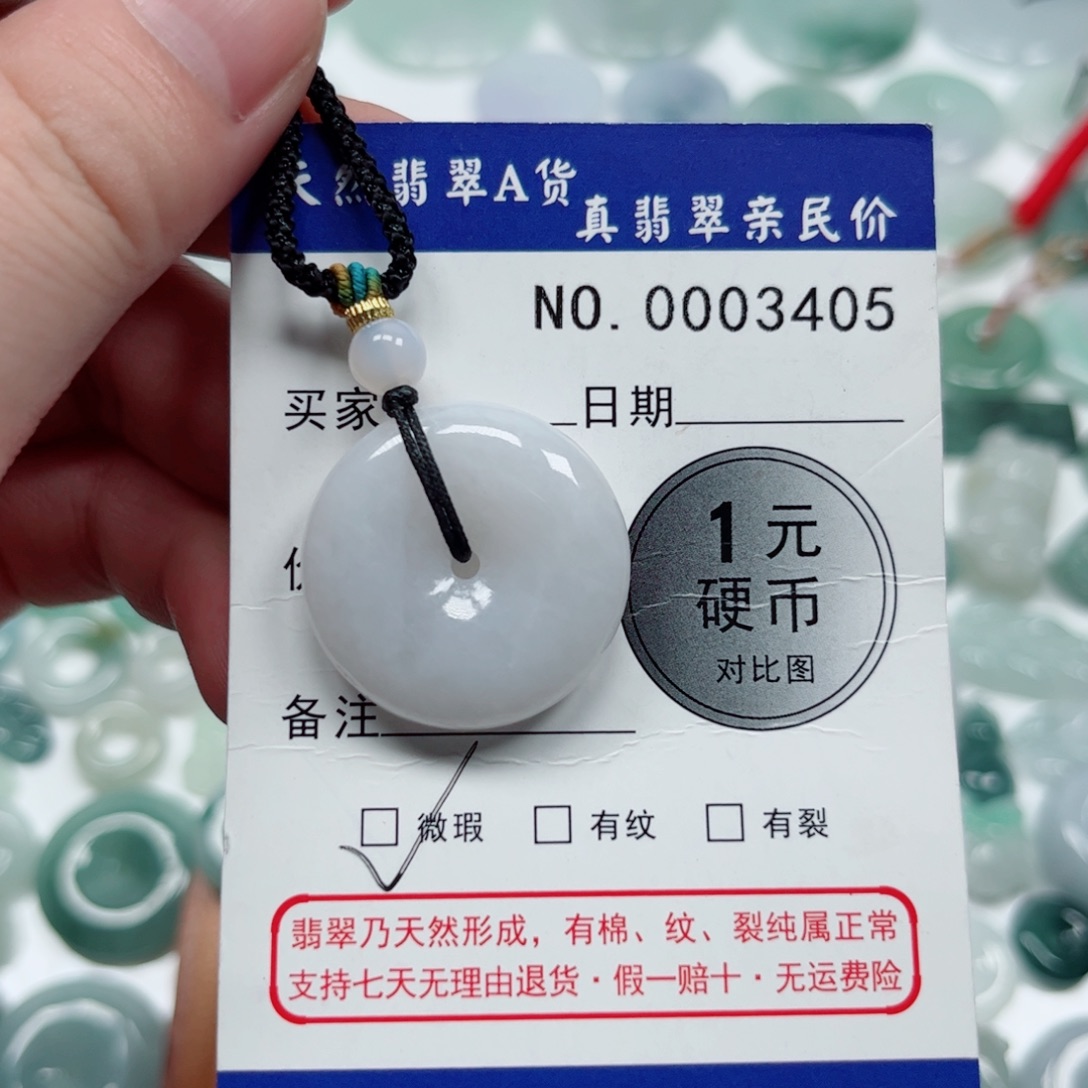 天然翡翠A货
真翡翠亲民价
NO. 0003405
买家 日期
1元
硬币
对比图
备注
微瑕 有纹 有裂
翡翠乃天然形成，有棉、纹、裂纯属正常
支持七天无理由退货·假一赔十·无运费险